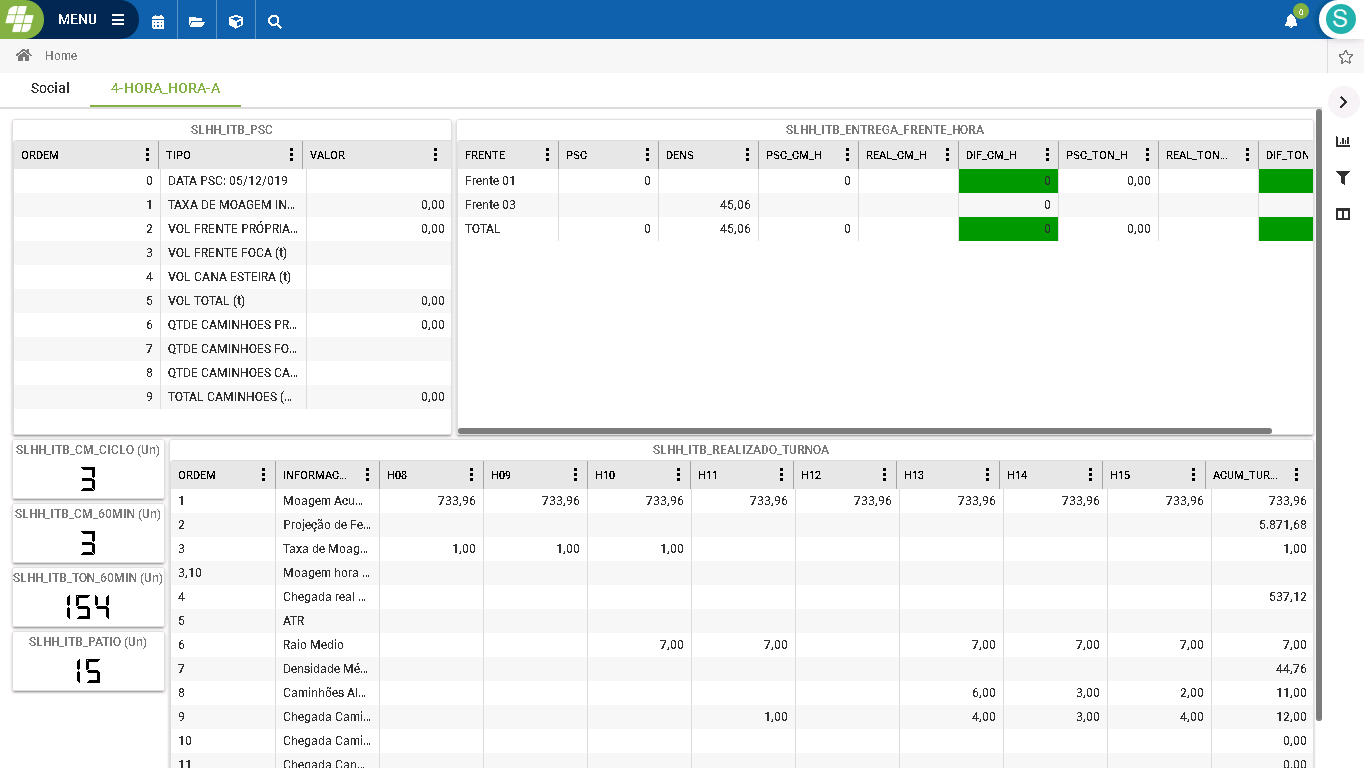 MENU
0
S
Home
Social 4-HORA_HORA-A
SLHH_ITB_PSC
ORDEM TIPO VALOR
0 DATA PSC: 05/12/019
1 TAXA DE MOAGEM IN... 0,00
2 VOL FRENTE PRÓPRIA... 0,00
3 VOL FRENTE FOCA (t)
4 VOL CANA ESTEIRA (t)
5 VOL TOTAL (t) 0,00
6 QTDE CAMINHOES PR... 0,00
7 QTDE CAMINHOES FO...
8 QTDE CAMINHOES CA...
9 TOTAL CAMINHOES (... 0,00
SLHH_ITB_ENTREGA_FRENTE_HORA
FRENTE PSC DENS PSC_CM_H REAL_CM_H DIF_CM_H PSC_TON_H REAL_TON... DIF_TON
Frente 01 0 0 0 0,00
Frente 03 45,06 0
TOTAL 0 45,06 0 0 0,00
SLHH_ITB_CM_CICLO (Un)
3
SLHH_ITB_CM_60MIN (Un)
3
SLHH_ITB_TON_60MIN (Un)
154
SLHH_ITB_PATIO (Un)
15
SLHH_ITB_REALIZADO_TURNOA
ORDEM INFORMAC... H08 H09 H10 H11 H12 H13 H14 H15 AGUM_TUR...
1 Moagem Acu... 733,96 733,96 733,96 733,96 733,96 733,96 733,96 733,96 733,96
2 Projeção de Fe... 5.871,68
3 Taxa de Moag... 1,00 1,00 1,00 1,00
3,10 Moagem hora ...
4 Chegada real ... 537,12
5 ATR
6 Raio Medio 7,00 7,00 7,00 7,00 7,00 7,00
7 Densidade Mé... 44,76
8 Caminhões Al... 6,00 3,00 2,00 11,00
9 Chegada Cami... 1,00 4,00 3,00 4,00 12,00
10 Chegada Cami... 0,00
11 Chegada Can... 0,00